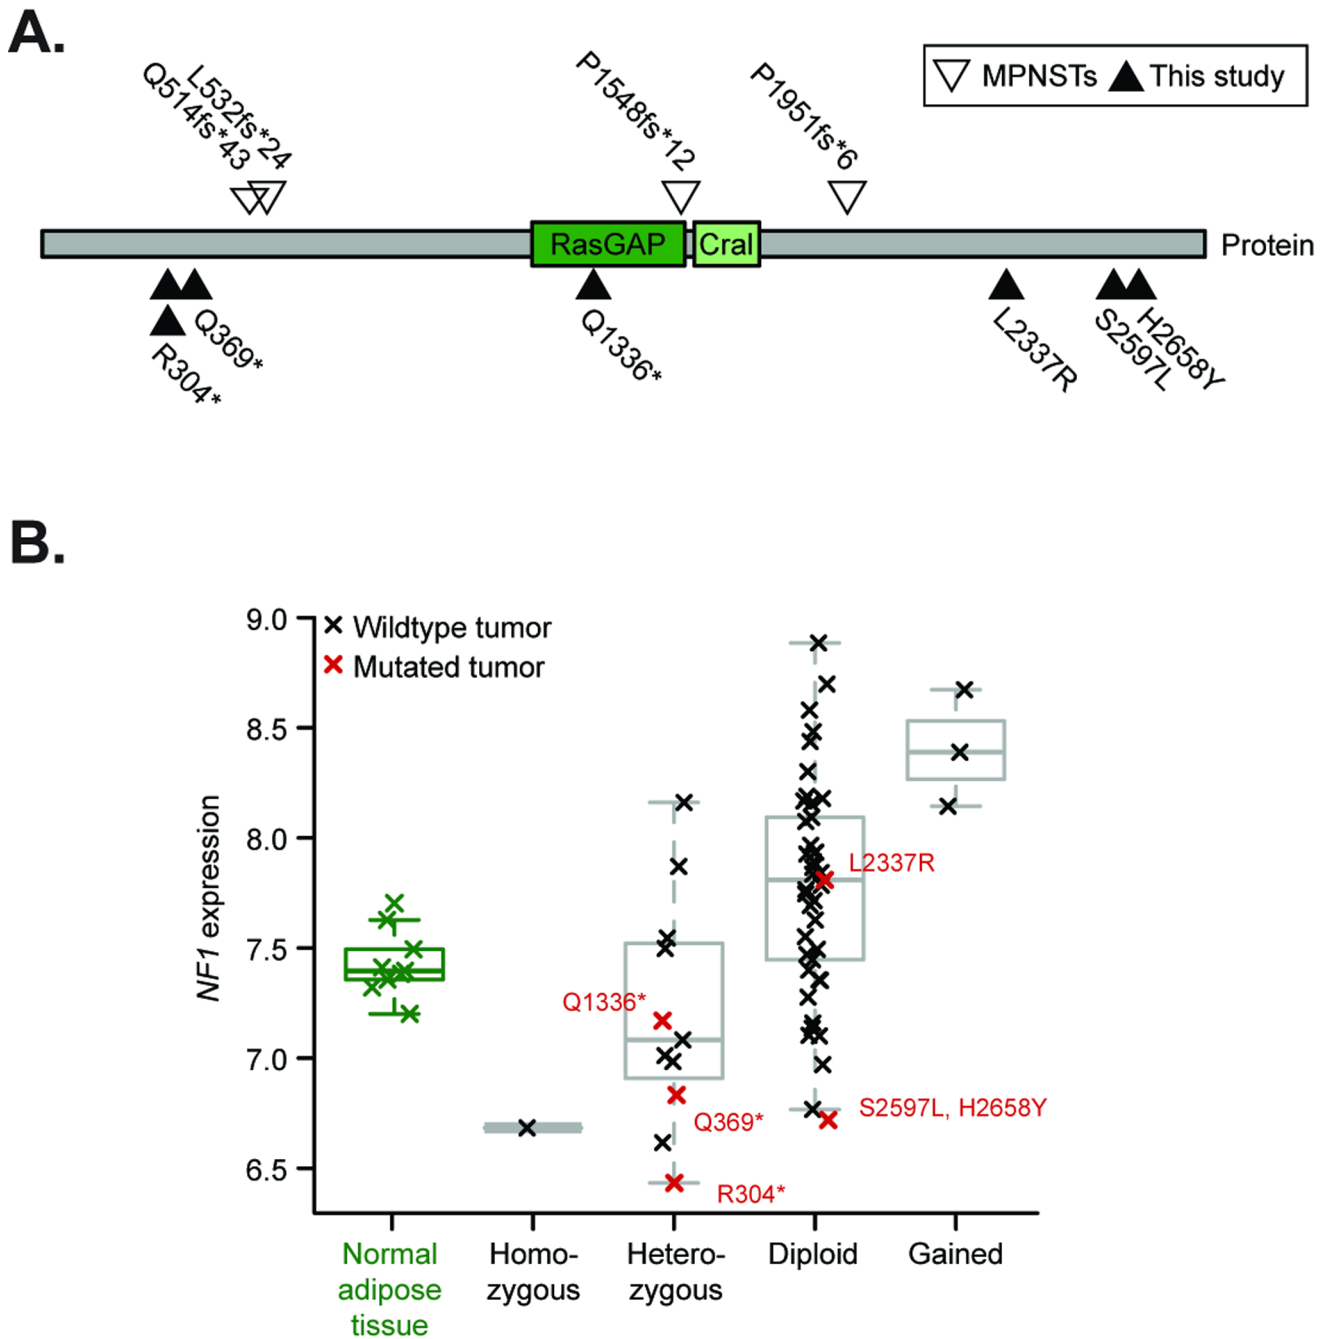 A.
MPNSTs This study
Q514fs*43
L532fs*24
P1548fs*12
P1951fs*6
RasGAP Cral Protein
R304*
Q369*
Q1336*
L2337R
S2597L
H2658Y
B.
Wildtype tumor
Mutated tumor
NF1 expression
9.0
8.5
8.0
7.5
7.0
6.5
L2337R
Q1336*
S2597L, H2658Y
Q369*
R304*
Normal adipose tissue
Homo-zygous
Hetero-zygous
Diploid
Gained